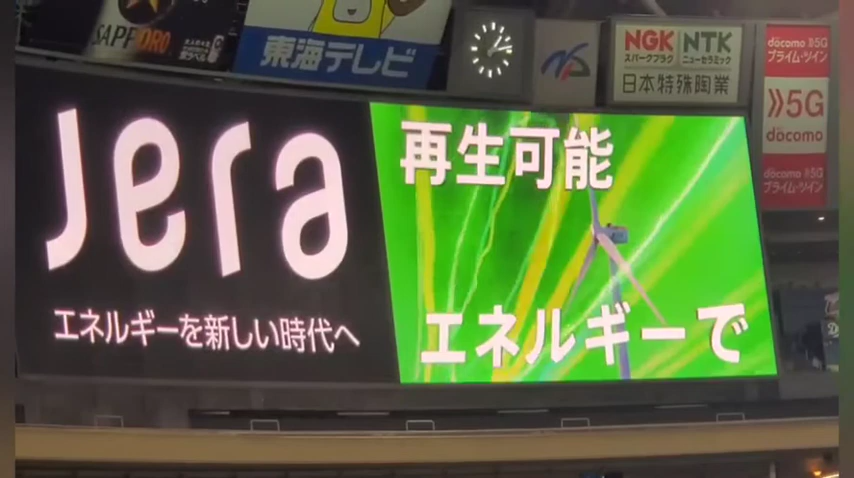 SAPPORO
東海テレビ
NGK
スパークプラグ
NTK
ニューセラミック
日本特殊陶業
docomo 5G
プライム・ツイン
5G
docomo
docomo 5G
プライム・ツイン
Jera
エネルギーを新しい時代へ
再生可能
エネルギーで